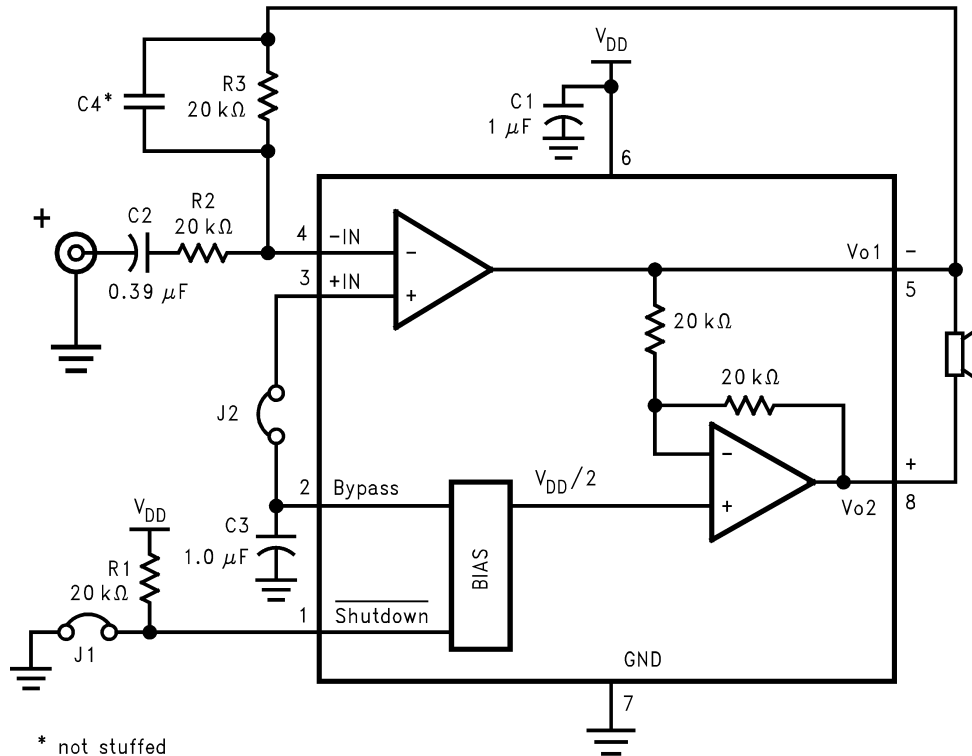 V_DD
C4*
R3
20 kΩ
C1
1 μF
6
+
C2
R2
20 kΩ
0.39 μF
4
-IN
3
+IN
-
+
Vo1
-
5
20 kΩ
20 kΩ
J2
2
Bypass
V_DD/2
-
+
+
8
Vo2
C3
1.0 μF
BIAS
V_DD
R1
20 kΩ
J1
1
Shutdown
GND
7
* not stuffed